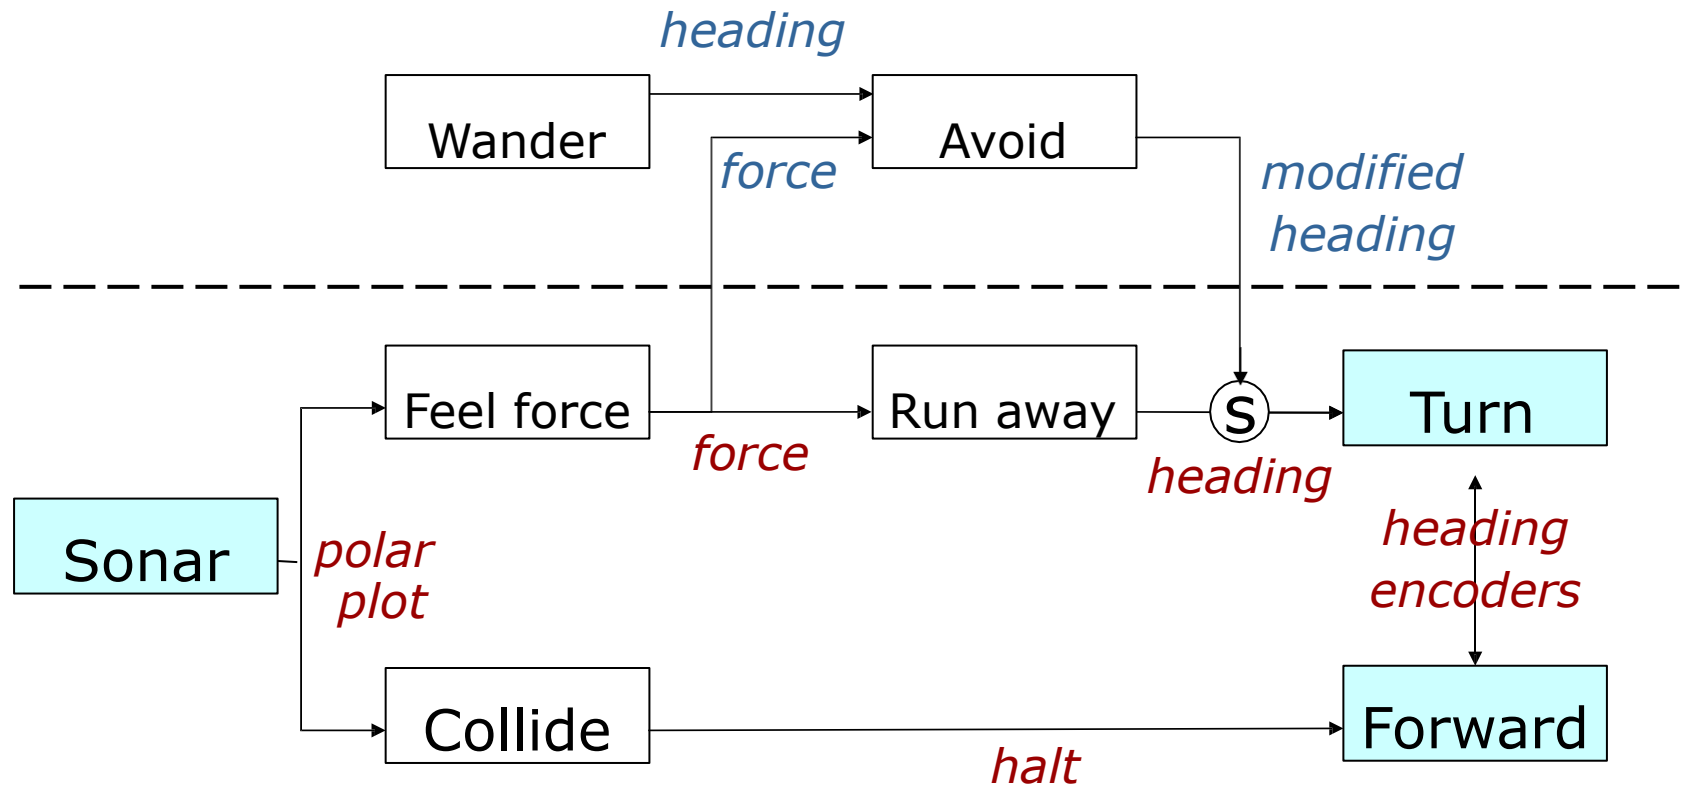 heading
Wander
Avoid
force
modified
heading
Feel force
Run away
S
Turn
force
heading
Sonar
polar
plot
heading
encoders
Collide
Forward
halt